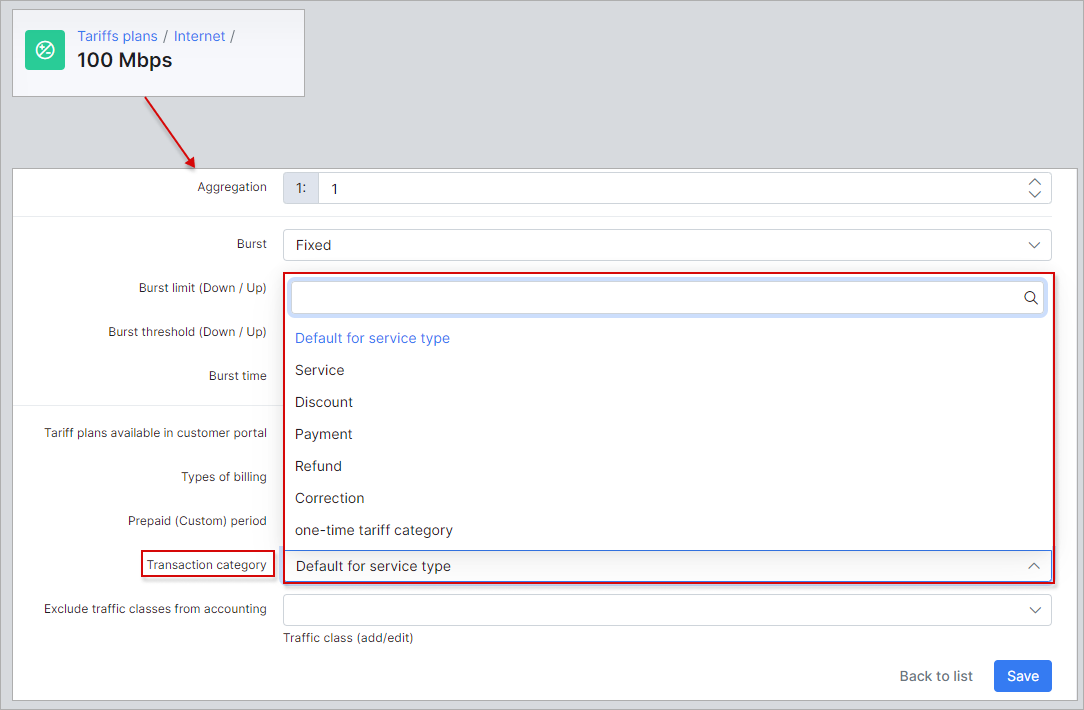 Tariffs plans / Internet /
100 Mbps
Aggregation 1: 1
Burst Fixed
Burst limit (Down / Up)
Burst threshold (Down / Up)
Default for service type
Service
Burst time
Discount
Tariff plans available in customer portal
Payment
Refund
Types of billing
Correction
Prepaid (Custom) period
one-time tariff category
Transaction category Default for service type
Exclude traffic classes from accounting
Traffic class (add/edit)
Back to list Save